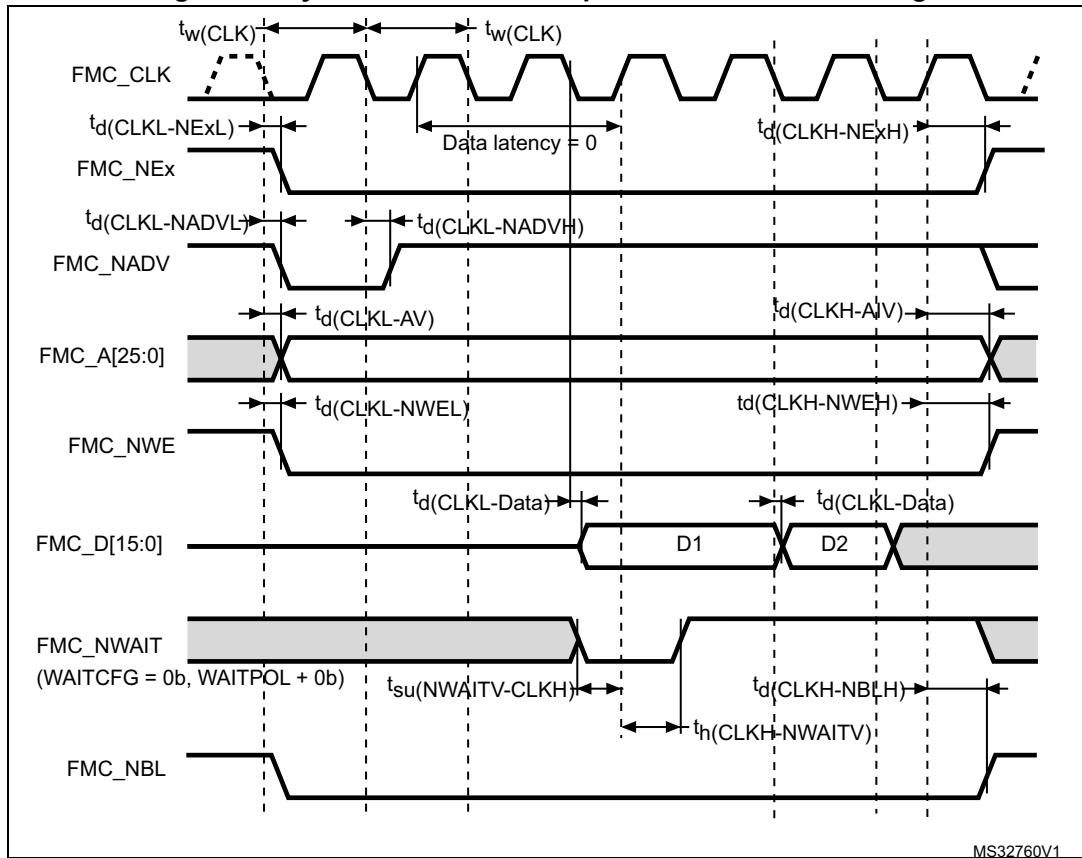 tw(CLK) tw(CLK)
FMC_CLK
td(CLKL-NExL) Data latency = 0 td(CLKH-NExH)
FMC_NEx
td(CLKL-NADVL) td(CLKL-NADVH)
FMC_NADV
td(CLKL-AV) td(CLKH-AIV)
FMC_A[25:0]
td(CLKL-NWEL) td(CLKH-NWEH)
FMC_NWE
td(CLKL-Data) td(CLKL-Data)
FMC_D[15:0] D1 D2
FMC_NWAIT
(WAITCFG = 0b, WAITPOL + 0b)
tsu(NWAITV-CLKH) td(CLKH-NBLH)
th(CLKH-NWAITV)
FMC_NBL
MS32760V1